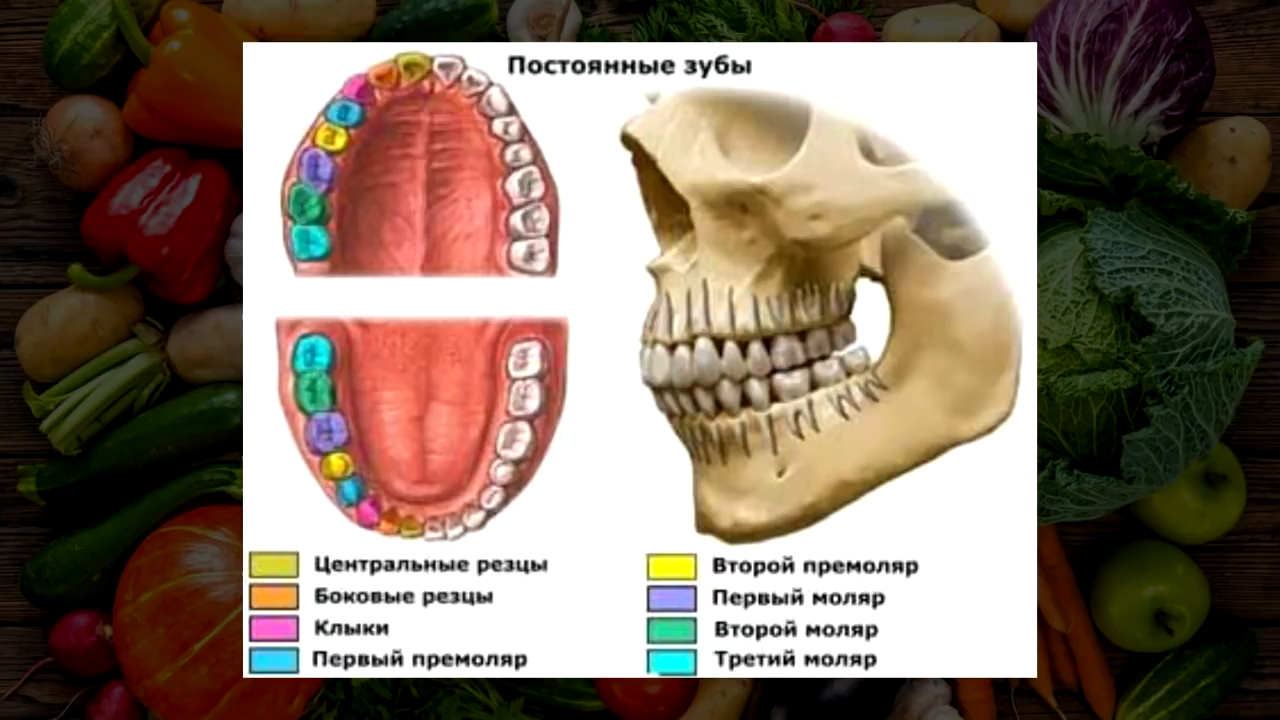 Постоянные зубы
Центральные резцы
Боковые резцы
Клыки
Первый премоляр
Второй премоляр
Первый моляр
Второй моляр
Третий моляр